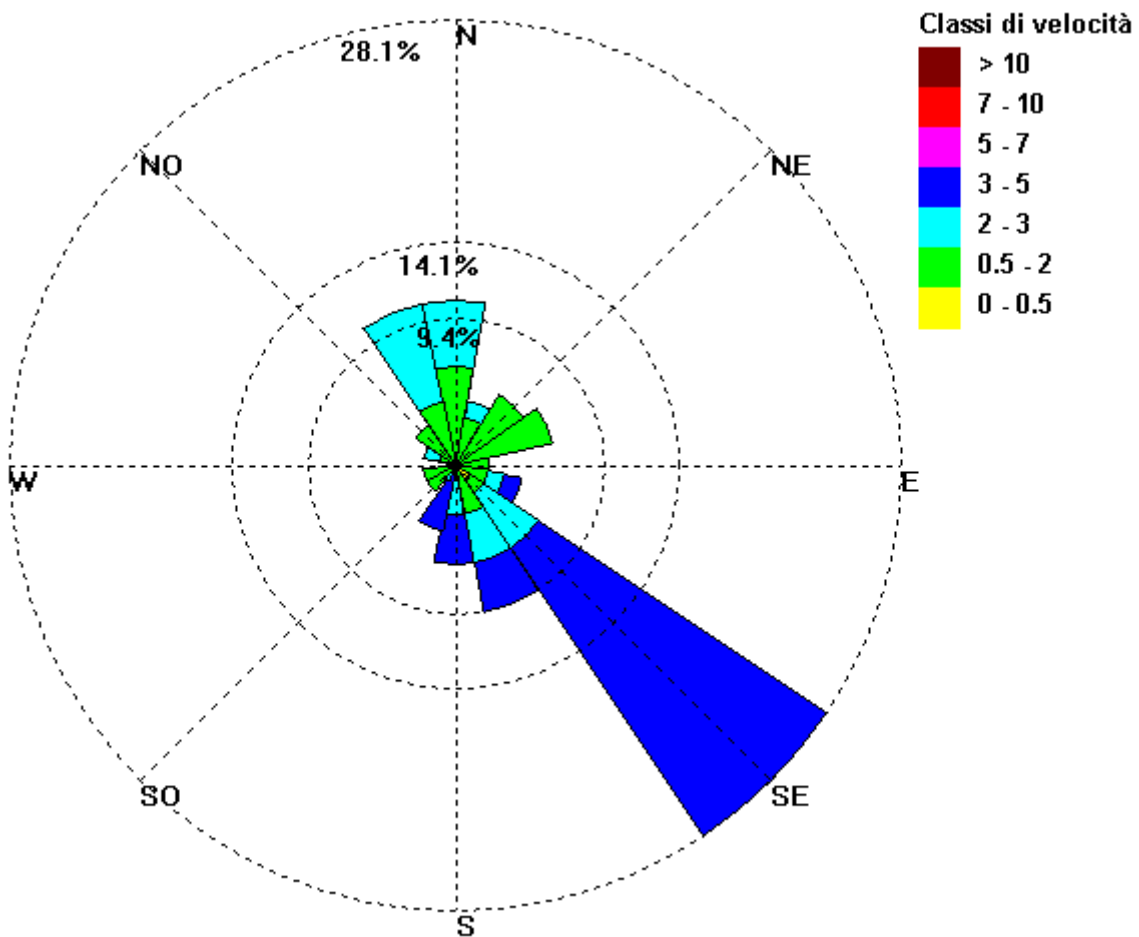 Classi di velocità
> 10
7 - 10
5 - 7
3 - 5
2 - 3
0.5 - 2
0 - 0.5
N
28.1%
NO
NE
14.1%
9.4%
W
E
SO
SE
S